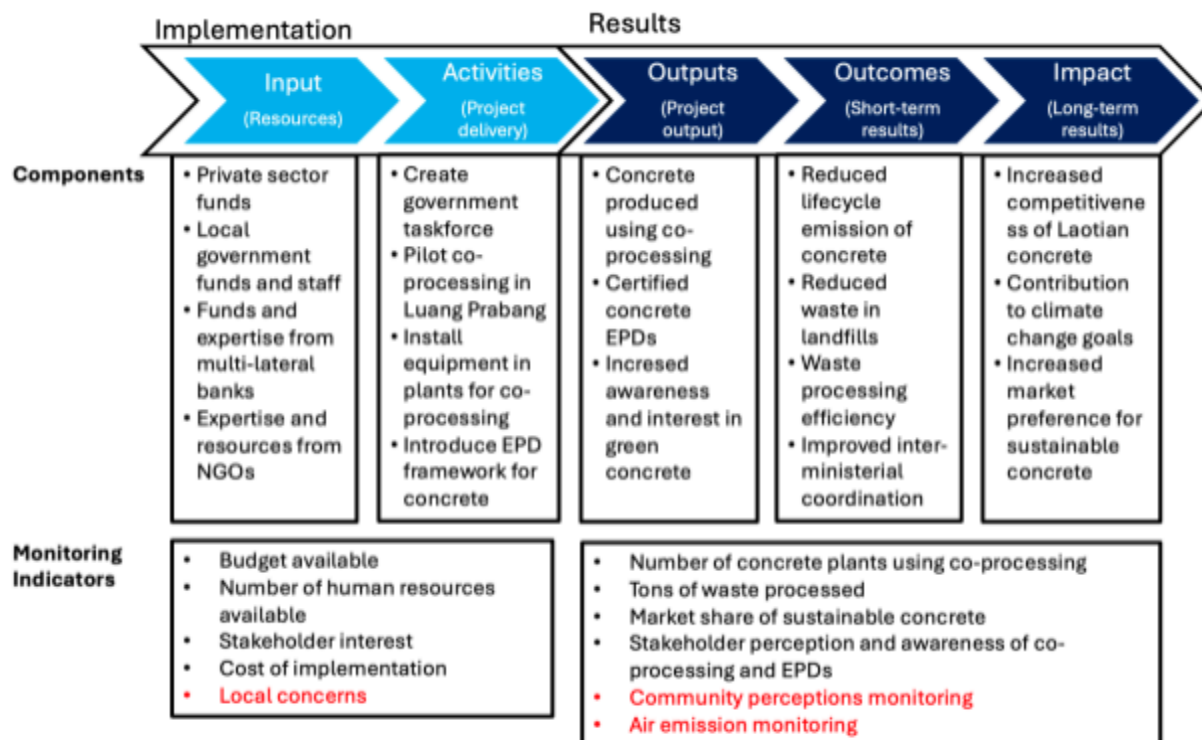 Implementation
Results
Input
(Resources)
Activities
(Project
delivery)
Outputs
(Project
output)
Outcomes
(Short-term
results)
Impact
(Long-term
results)
Components
• Private sector
funds
• Local
government
funds and staff
• Funds and
expertise from
multi-lateral
banks
• Expertise and
resources from
NGOs
• Create
government
taskforce
• Pilot co-
processing in
Luang Prabang
• Install
equipment in
plants for co-
processing
• Introduce EPD
framework for
concrete
• Concrete
produced
using co-
processing
• Certified
concrete
EPDs
• Incresed
awareness
and interest in
green
concrete
• Reduced
lifecycle
emission of
concrete
• Reduced
waste in
landfills
• Waste
processing
efficiency
• Improved inter-
ministerial
coordination
• Increased
competitivene
ss of Laotian
concrete
• Contribution
to climate
change goals
• Increased
market
preference for
sustainable
concrete
Monitoring
Indicators
• Budget available
• Number of human resources
available
• Stakeholder interest
• Cost of implementation
• Local concerns
• Number of concrete plants using co-processing
• Tons of waste processed
• Market share of sustainable concrete
• Stakeholder perception and awareness of co-
processing and EPDs
• Community perceptions monitoring
• Air emission monitoring